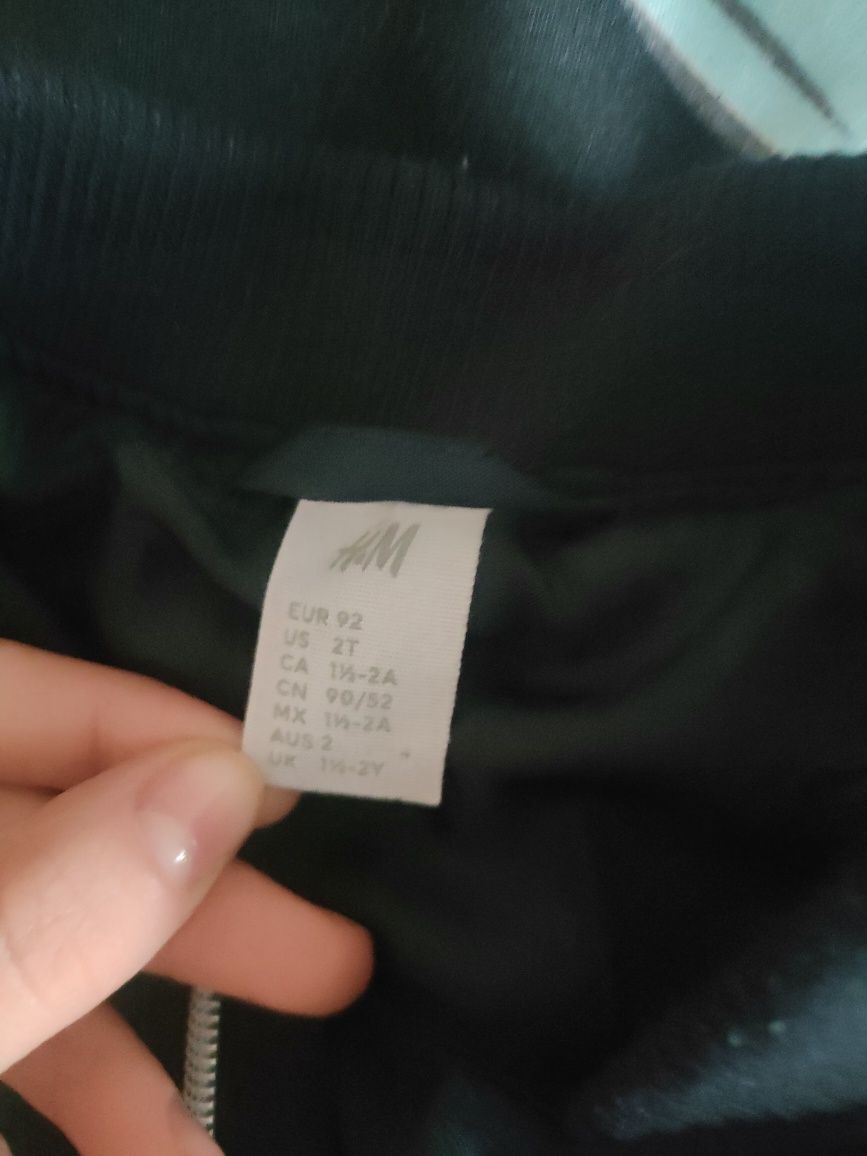 H&M
EUR 92
US 2T
CA 1½-2A
CN 90/52
MX 1½-2A
AUS 2
UK 1½-2Y